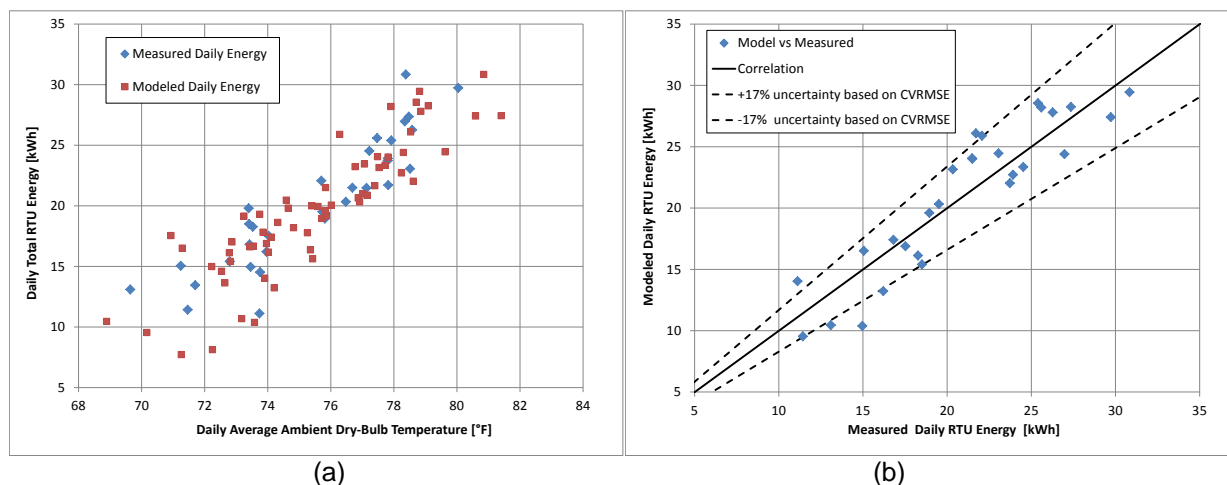 35
30
25
20
15
10
5
68
70
72
74
76
78
80
82
84
Daily Total RTU Energy [kWh]
Daily Average Ambient Dry-Bulb Temperature [°F]
Measured Daily Energy
Modeled Daily Energy
(a)
35
30
25
20
15
10
5
5
10
15
20
25
30
35
Modeled Daily RTU Energy [kWh]
Measured Daily RTU Energy [kWh]
Model vs Measured
Correlation
+17% uncertainty based on CVRMSE
-17% uncertainty based on CVRMSE
(b)